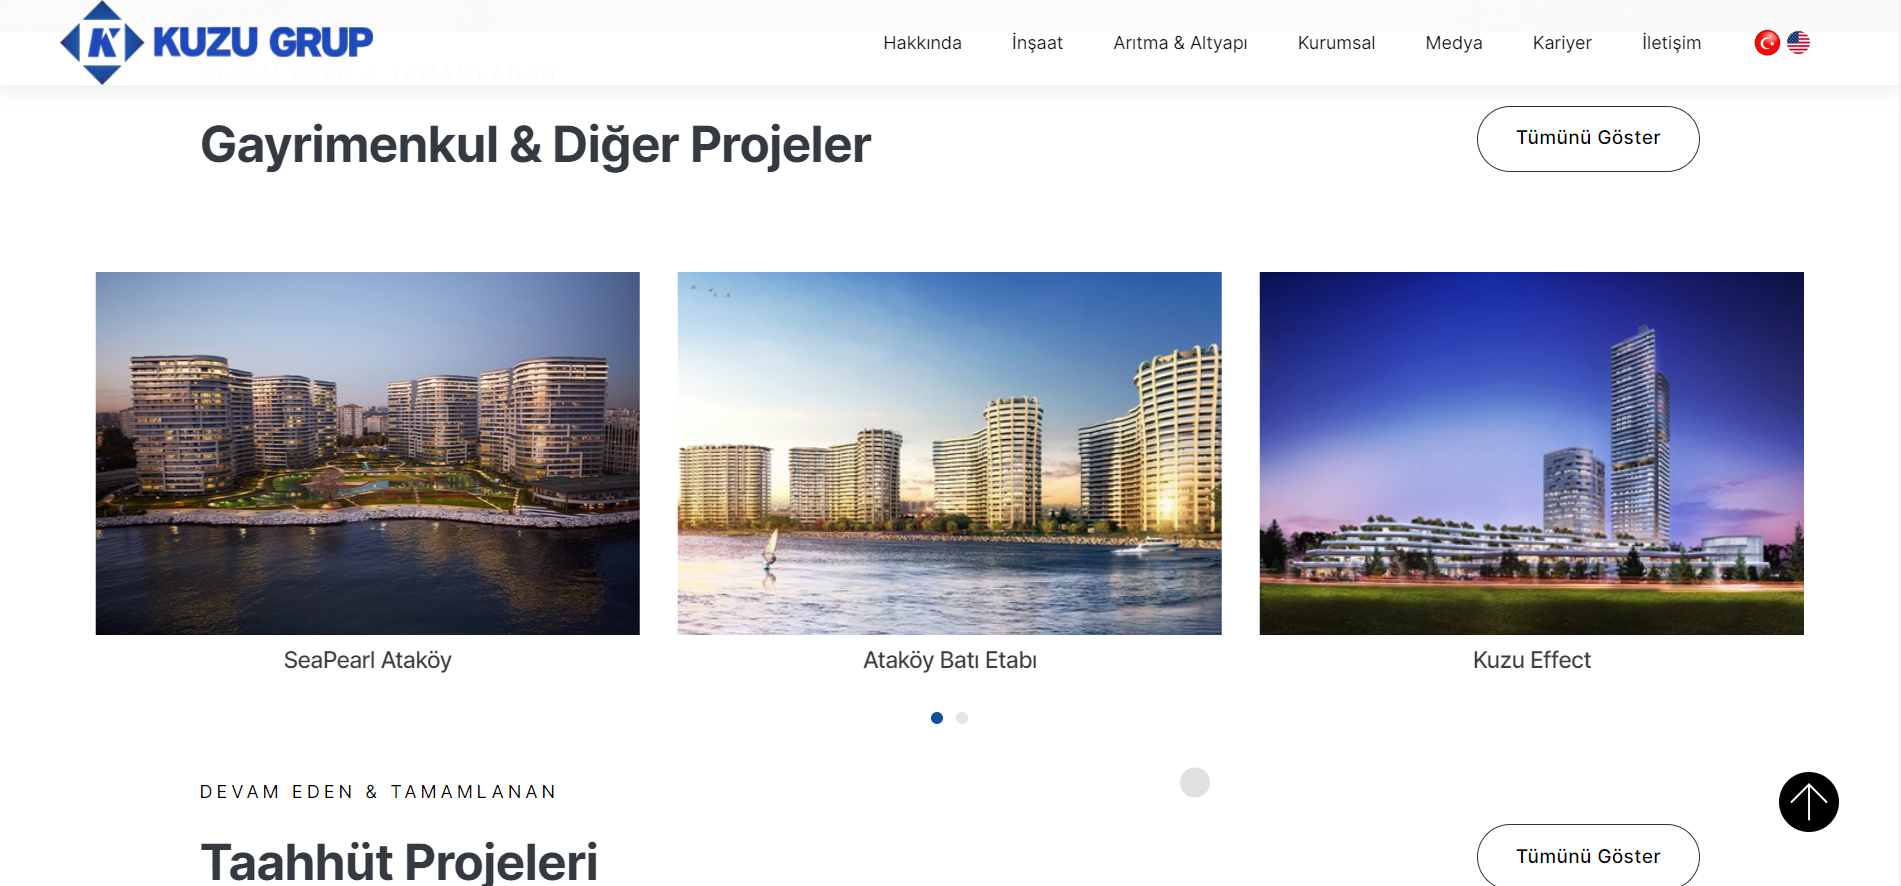 KUZU GRUP
Hakkında
İnşaat
Arıtma & Altyapı
Kurumsal
Medya
Kariyer
İletişim
DEVAM EDEN & TAMAMLANAN
Gayrimenkul & Diğer Projeler
Tümünü Göster
SeaPearl Ataköy
Ataköy Batı Etabı
Kuzu Effect
DEVAM EDEN & TAMAMLANAN
Taahhüt Projeleri
Tümünü Göster